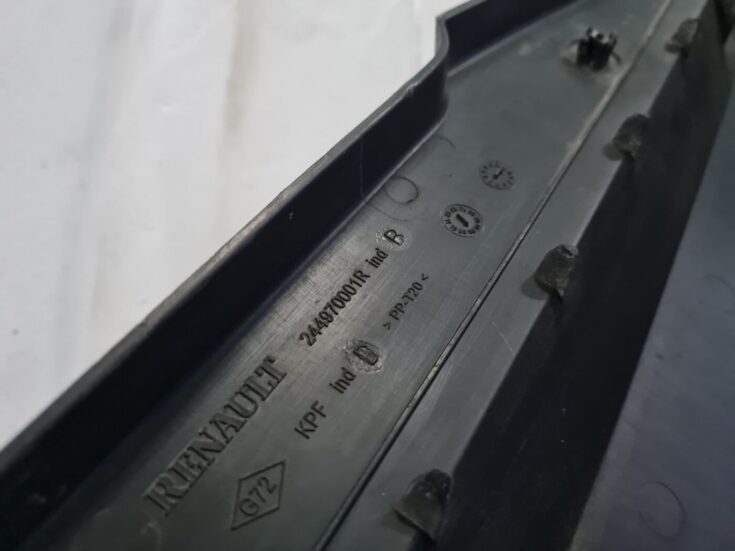 RENAULT 244970001R ind B
G72 KPF ind D > PP-T20 <